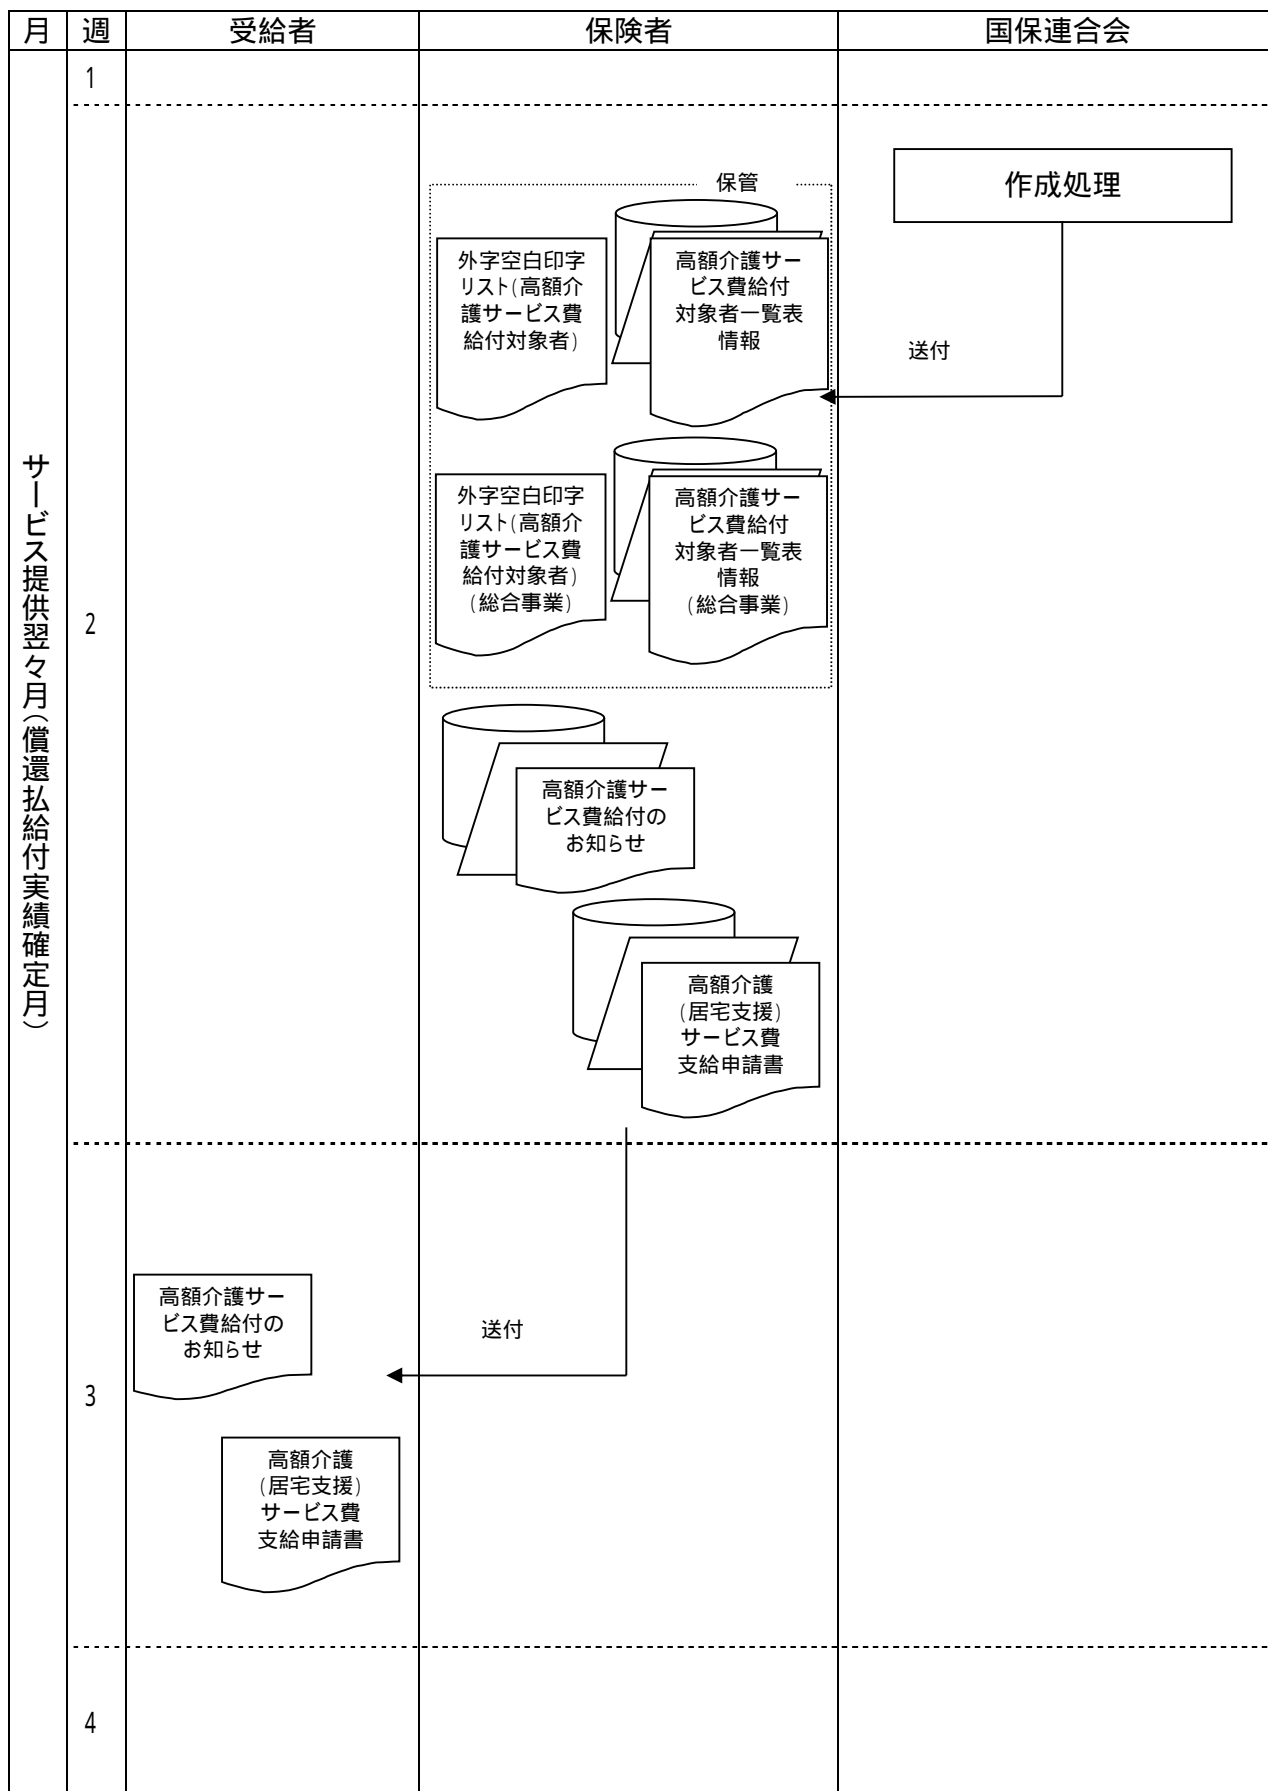 月 週 受給者 保険者 国保連合会
サービス提供翌々月（償還払給付実績確定月）
1
2
作成処理
保管
外字空白印字
リスト(高額介
護サービス費
給付対象者)
高額介護サー
ビス費給付
対象者一覧表
情報
送付
外字空白印字
リスト(高額介
護サービス費
給付対象者)
(総合事業)
高額介護サー
ビス費給付
対象者一覧表
情報
(総合事業)
高額介護サー
ビス費給付の
お知らせ
高額介護
(居宅支援)
サービス費
支給申請書
3
高額介護サー
ビス費給付の
お知らせ
送付
高額介護
(居宅支援)
サービス費
支給申請書
4